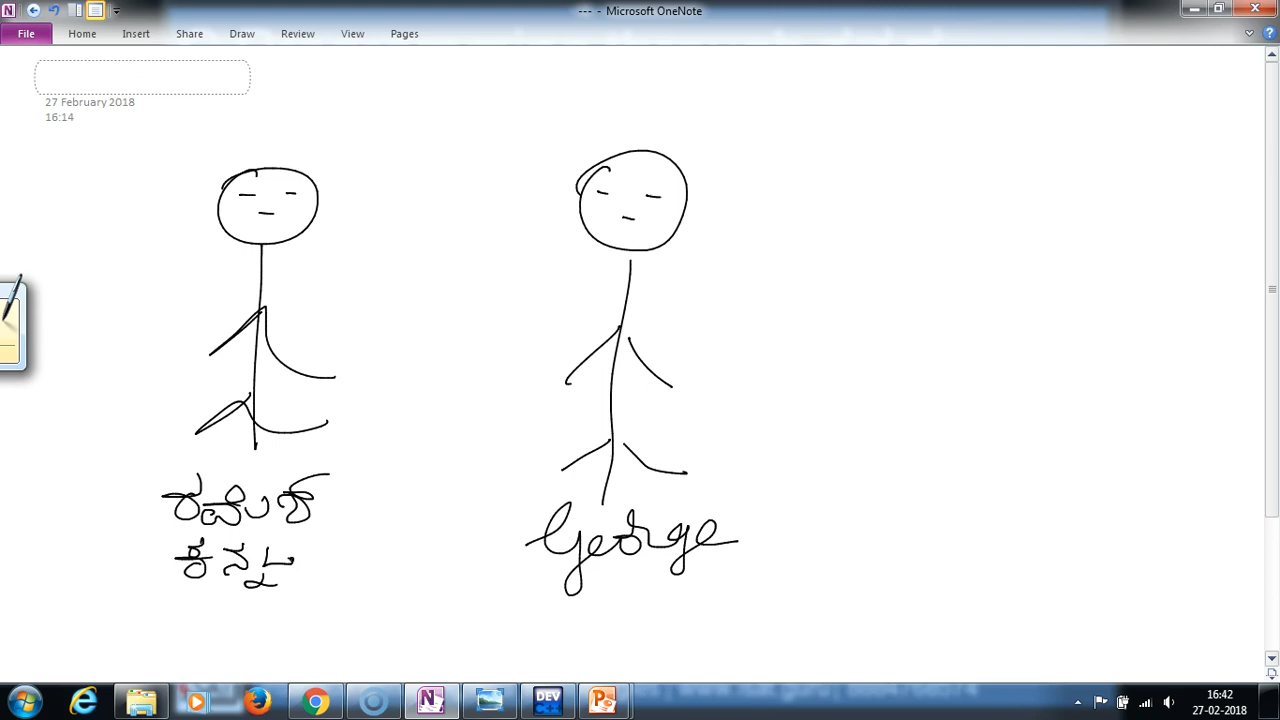 --- - Microsoft OneNote
File Home Insert Share Draw Review View Pages
27 February 2018
16:14
George
DEV
C++
16:42
27-02-2018